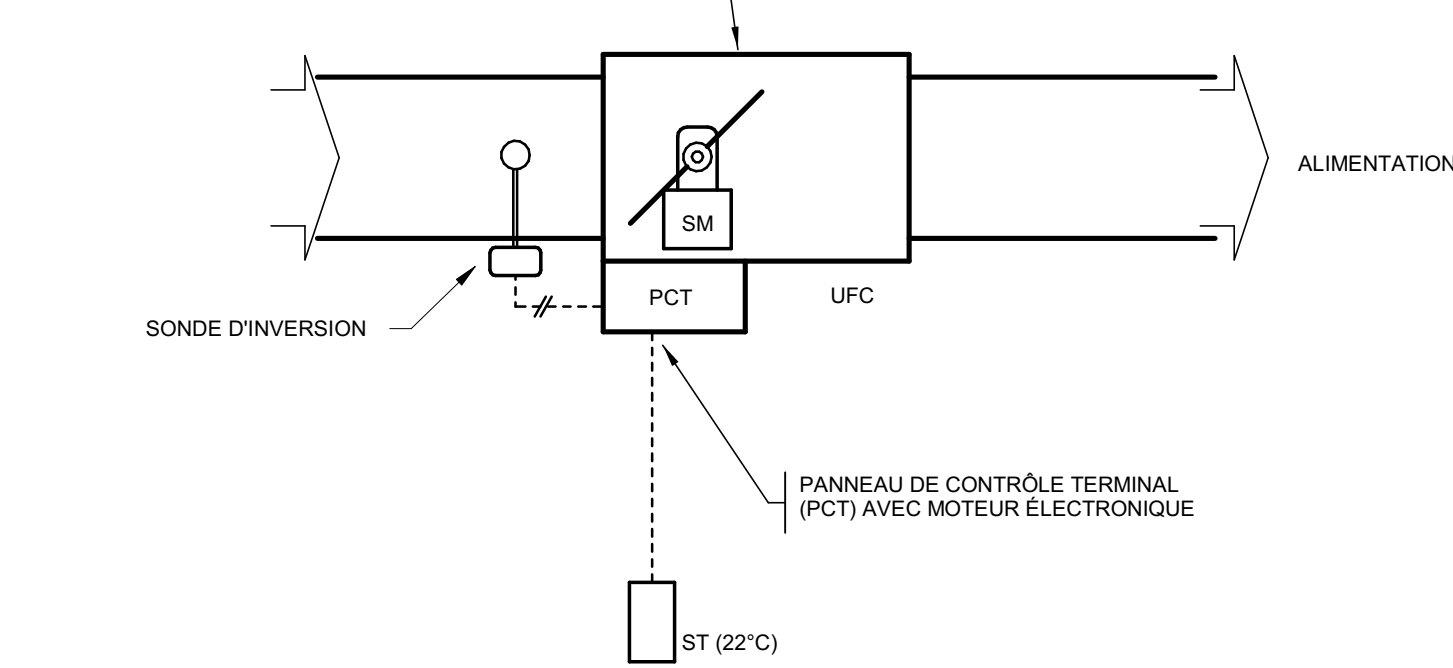 ALIMENTATION
SM
PCT
UFC
SONDE D'INVERSION
PANNEAU DE CONTRÔLE TERMINAL
(PCT) AVEC MOTEUR ÉLECTRONIQUE
ST (22°C)